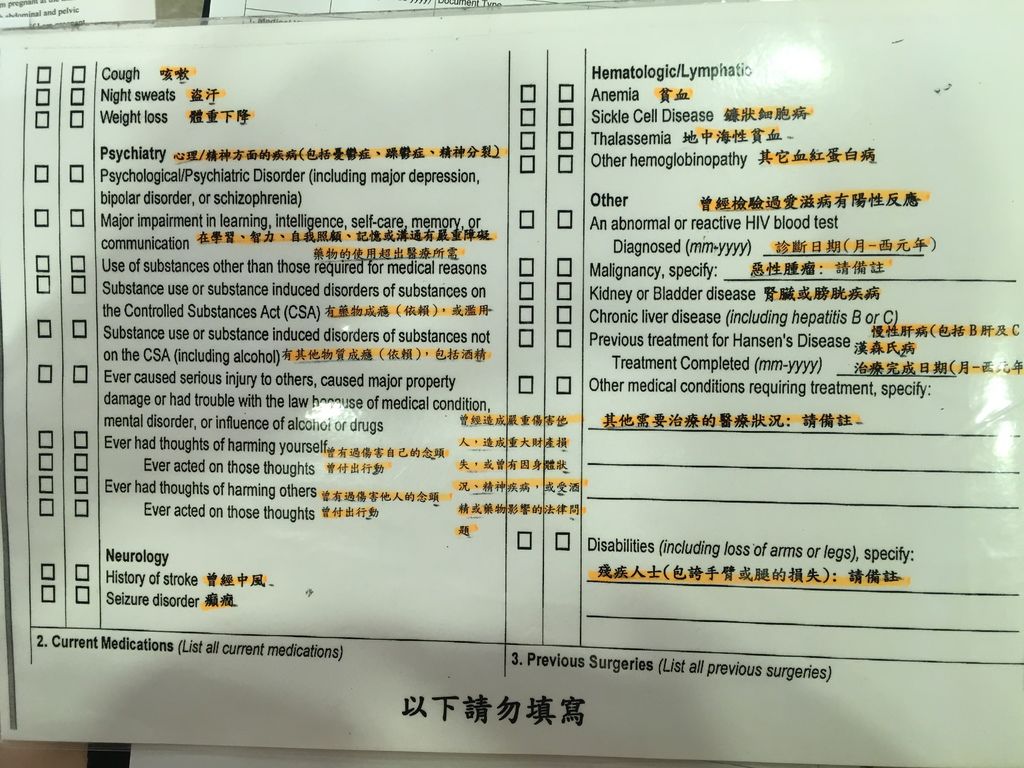 m pregnant at the
abdominal and pelvic
Document Type
Cough 咳嗽
Night sweats 盜汗
Weight loss 體重下降
Psychiatry 心理/精神方面的疾病(包括憂鬱症、躁鬱症、精神分裂)
Psychological/Psychiatric Disorder (including major depression,
bipolar disorder, or schizophrenia)
Major impairment in learning, intelligence, self-care, memory, or
communication 在學習、智力、自我照顧、記憶或溝通有嚴重障礙
藥物的使用超出醫療所需
Use of substances other than those required for medical reasons
Substance use or substance induced disorders of substances on
the Controlled Substances Act (CSA) 有藥物成癮(依賴),或濫用
Substance use or substance induced disorders of substances not
on the CSA (including alcohol) 有其他物質成癮(依賴),包括酒精
Ever caused serious injury to others, caused major property
damage or had trouble with the law because of medical condition,
mental disorder, or influence of alcohol or drugs
曾經造成嚴重傷害他
人,造成重大財產損
失,或曾有因身體狀
況、精神疾病,或受酒
精或藥物影響的法律問
題
Ever had thoughts of harming yourself 曾有過傷害自己的念頭
Ever acted on those thoughts 曾付出行動
Ever had thoughts of harming others 曾有過傷害他人的念頭
Ever acted on those thoughts 曾付出行動
Neurology
History of stroke 曾經中風
Seizure disorder 癲癇
2. Current Medications (List all current medications)
Hematologic/Lymphatic
Anemia 貧血
Sickle Cell Disease 鐮狀細胞病
Thalassemia 地中海性貧血
Other hemoglobinopathy 其它血紅蛋白病
Other 曾經檢驗過愛滋病有陽性反應
An abnormal or reactive HIV blood test
Diagnosed (mm-yyyy) 診斷日期(月-西元年)
Malignancy, specify: 惡性腫瘤: 請備註
Kidney or Bladder disease 腎臟或膀胱疾病
Chronic liver disease (including hepatitis B or C)
慢性肝病(包括B肝及C
Previous treatment for Hansen's Disease 漢森氏病
Treatment Completed (mm-yyyy) 治療完成日期(月-西元年
Other medical conditions requiring treatment, specify:
其他需要治療的醫療狀況: 請備註
Disabilities (including loss of arms or legs), specify:
殘疾人士(包誇手臂或腿的損失): 請備註
3. Previous Surgeries (List all previous surgeries)
以下請勿填寫